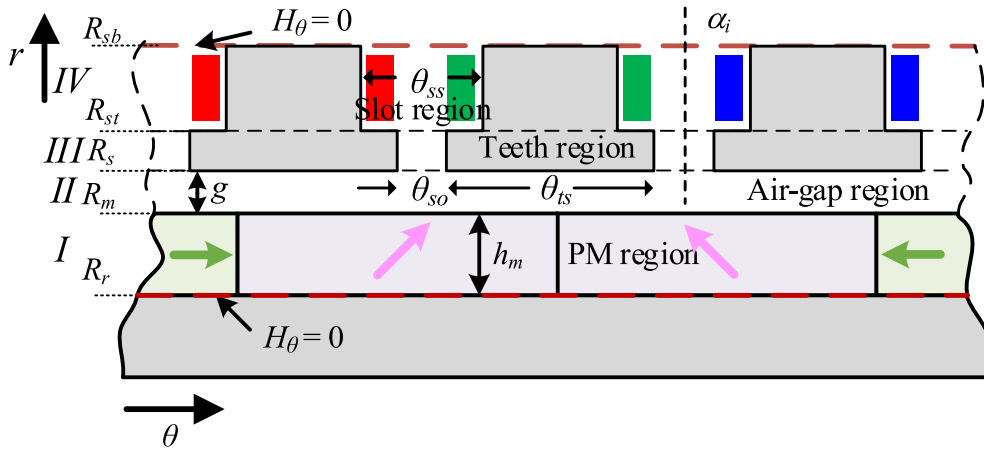 R_sb
H_θ = 0
α_i
r
IV
θ_ss
Slot region
R_st
III R_s
Teeth region
II R_m
g
θ_so
θ_ts
Air-gap region
I
h_m
PM region
R_r
H_θ = 0
θ